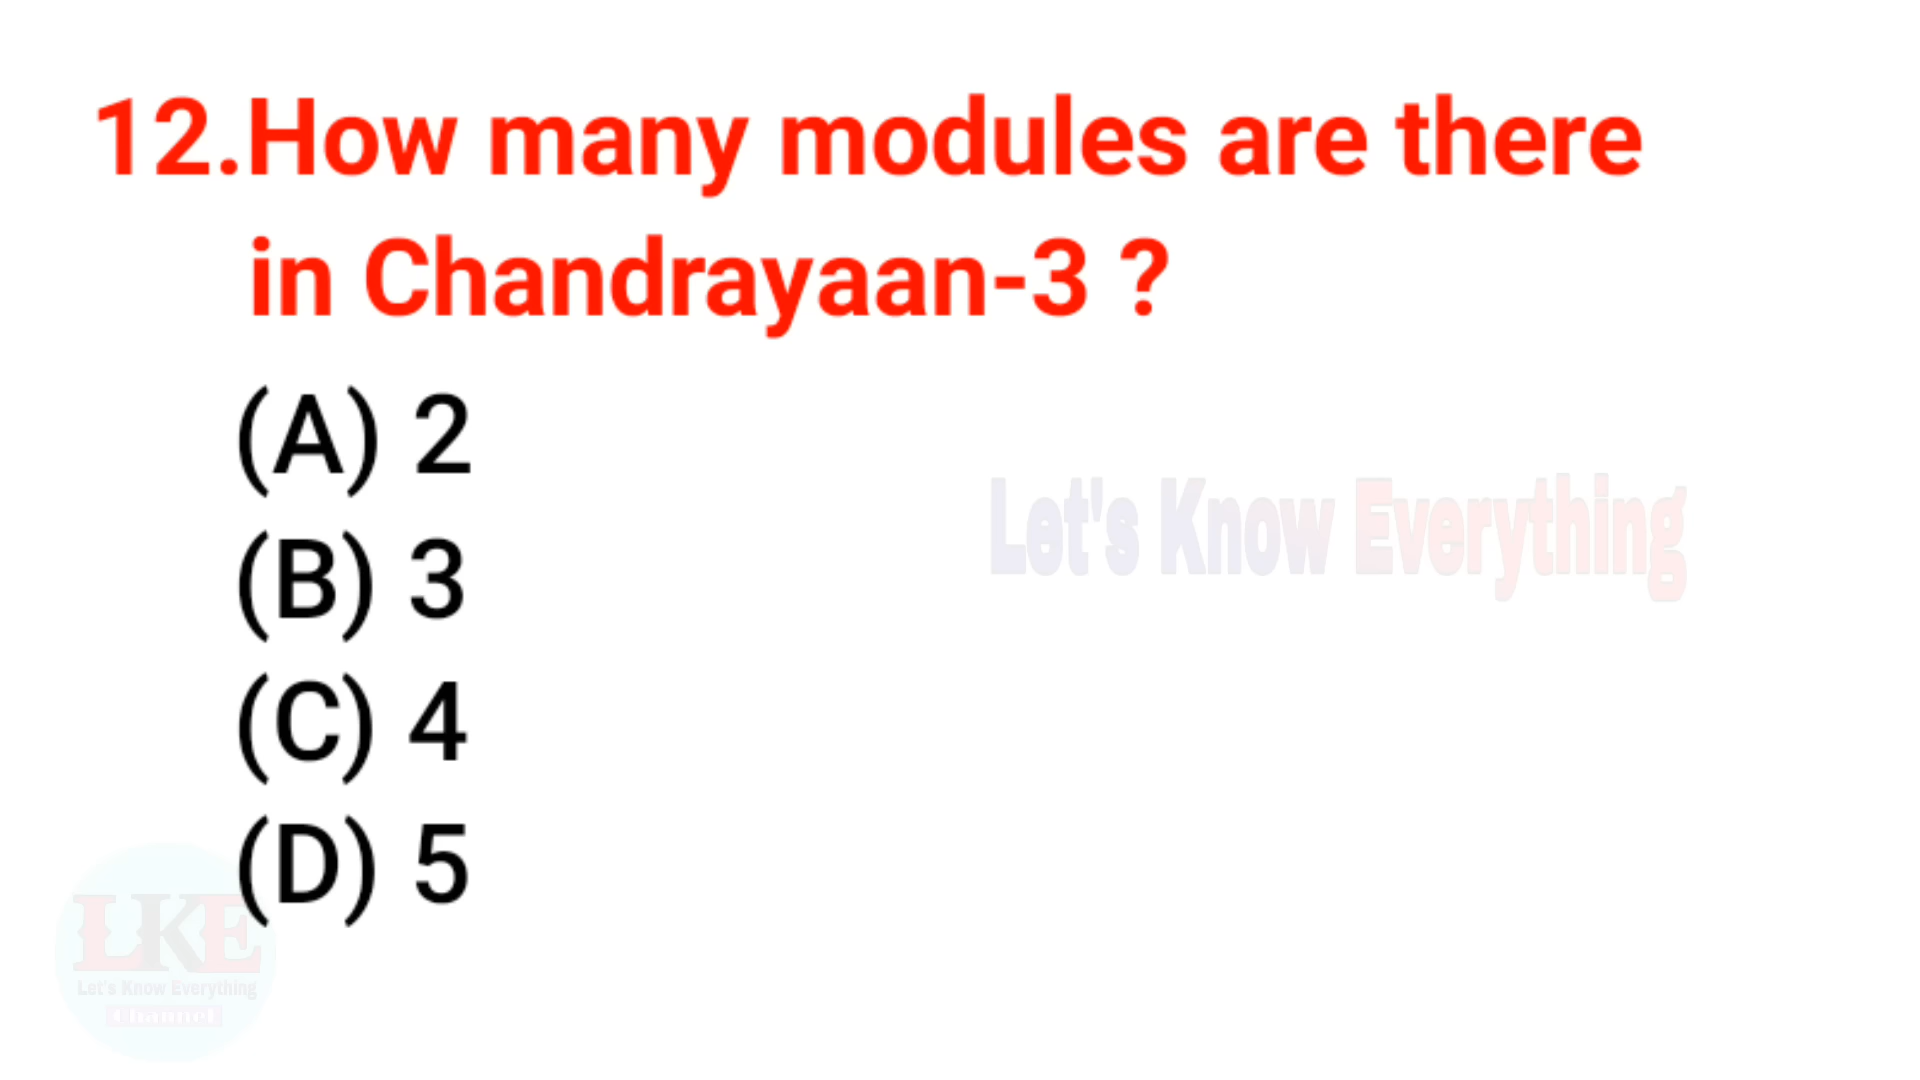 12.How many modules are there
in Chandrayaan-3 ?
(A) 2
(B) 3
Let's Know Everything
(C) 4
(D) 5
LKE
Let's Know Everything
Channel